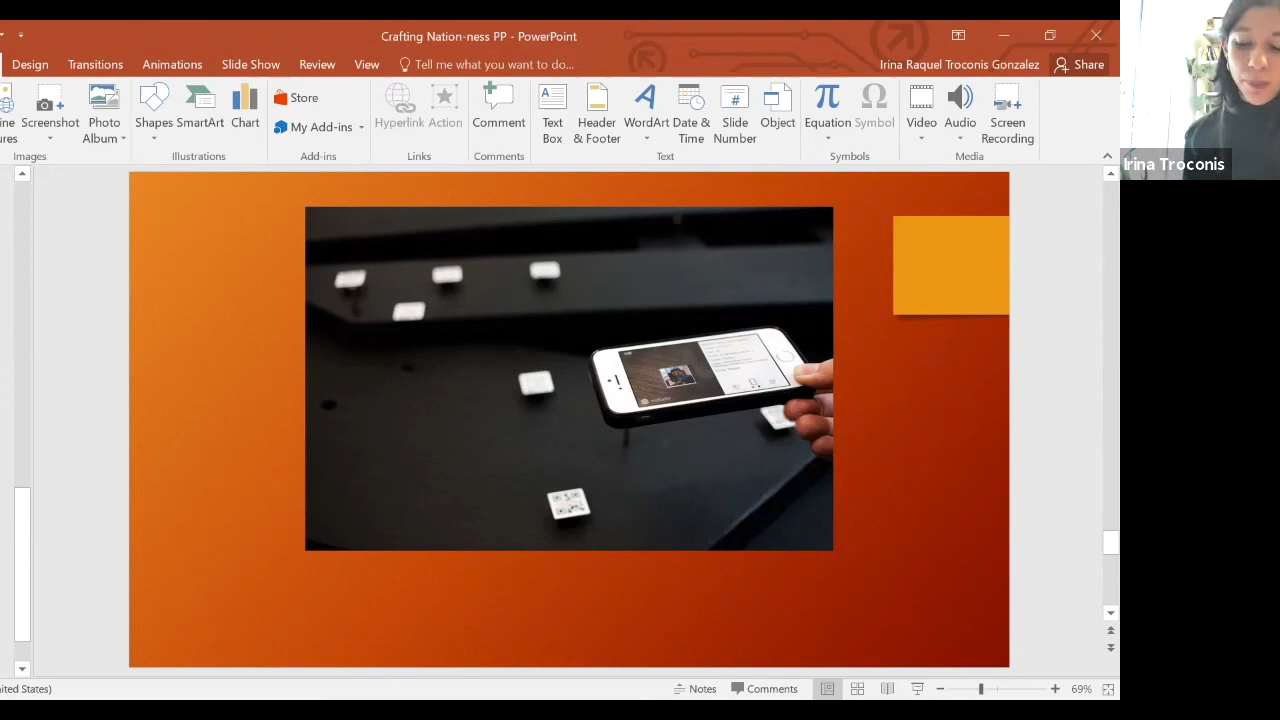 Crafting Nation-ness PP - PowerPoint
Design Transitions Animations Slide Show Review View Tell me what you want to do... Irina Raquel Troconis Gonzalez Share
Screenshot Photo Album Shapes SmartArt Chart Store My Add-ins Hyperlink Action Comment Text Box Header & Footer WordArt Date & Time Slide Number Object Equation Symbol Video Audio Screen Recording
Images Illustrations Add-ins Links Comments Text Symbols Media
Irina Troconis
ited States) Notes Comments 69%